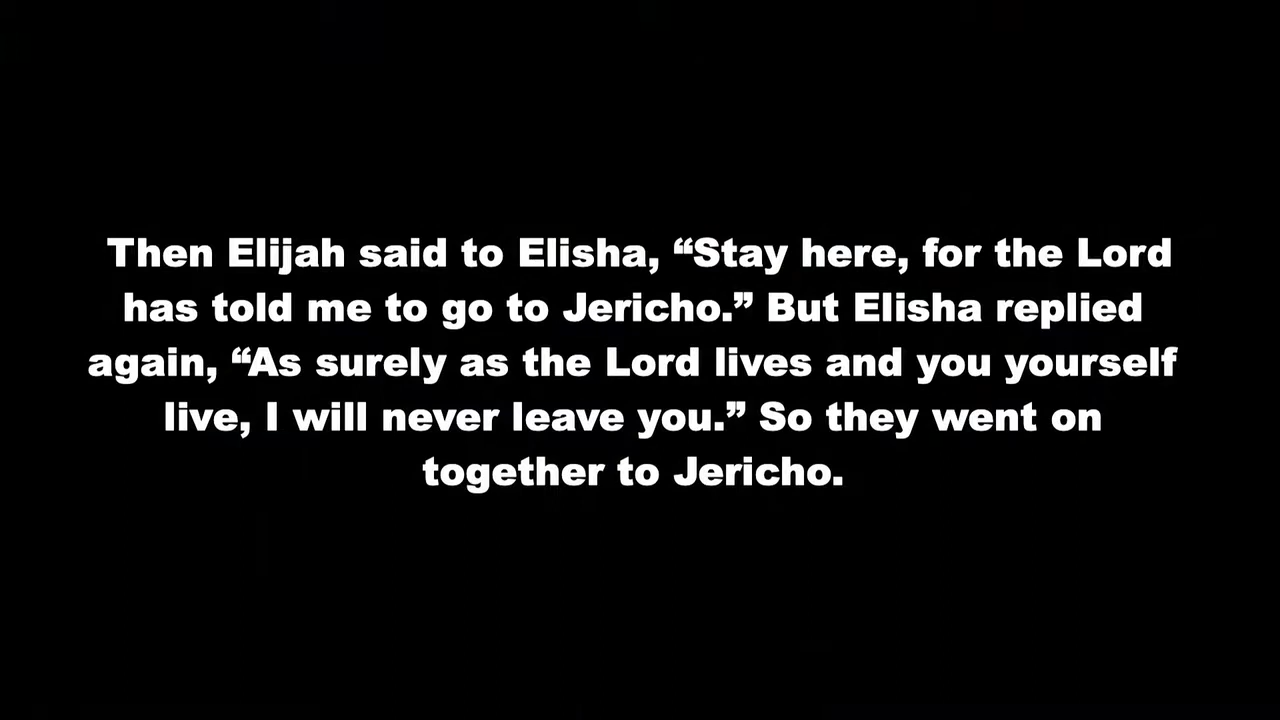 Then Elijah said to Elisha, “Stay here, for the Lord
has told me to go to Jericho.” But Elisha replied
again, “As surely as the Lord lives and you yourself
live, I will never leave you.” So they went on
together to Jericho.